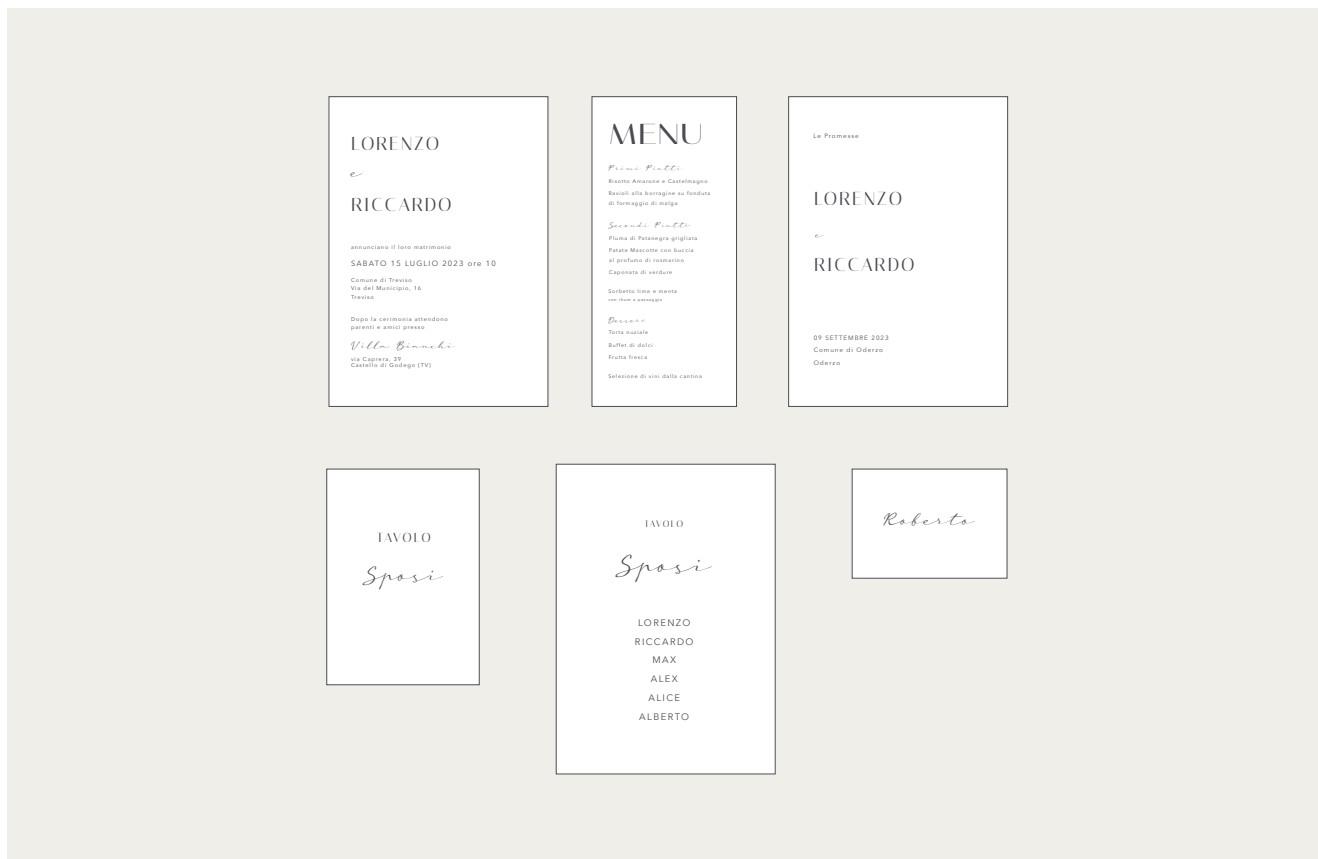 LORENZO
e
RICCARDO
annunciano il loro matrimonio
SABATO 15 LUGLIO 2023 ore 10
Comune di Treviso
Via del Municipio, 16
Treviso
Dopo la cerimonia attendono
parenti e amici presso
Villa Bianchi
via Caprera, 39
Castello di Godego (TV)
MENU
Primi Piatti
Risotto Amarone e Castelmagno
Ravioli alla borragine su fonduta
di formaggio di malga
Secondi Piatti
Pluma di Patanegra grigliata
Patate Mascotte con buccia
al profumo di rosmarino
Caponata di verdure
Sorbetto lime e menta
con rhum a passaggio
Dessert
Torta nuziale
Buffet di dolci
Frutta fresca
Selezione di vini dalla cantina
Le Promesse
LORENZO
e
RICCARDO
09 SETTEMBRE 2023
Comune di Oderzo
Oderzo
TAVOLO
Sposi
TAVOLO
Sposi
LORENZO
RICCARDO
MAX
ALEX
ALICE
ALBERTO
Roberto